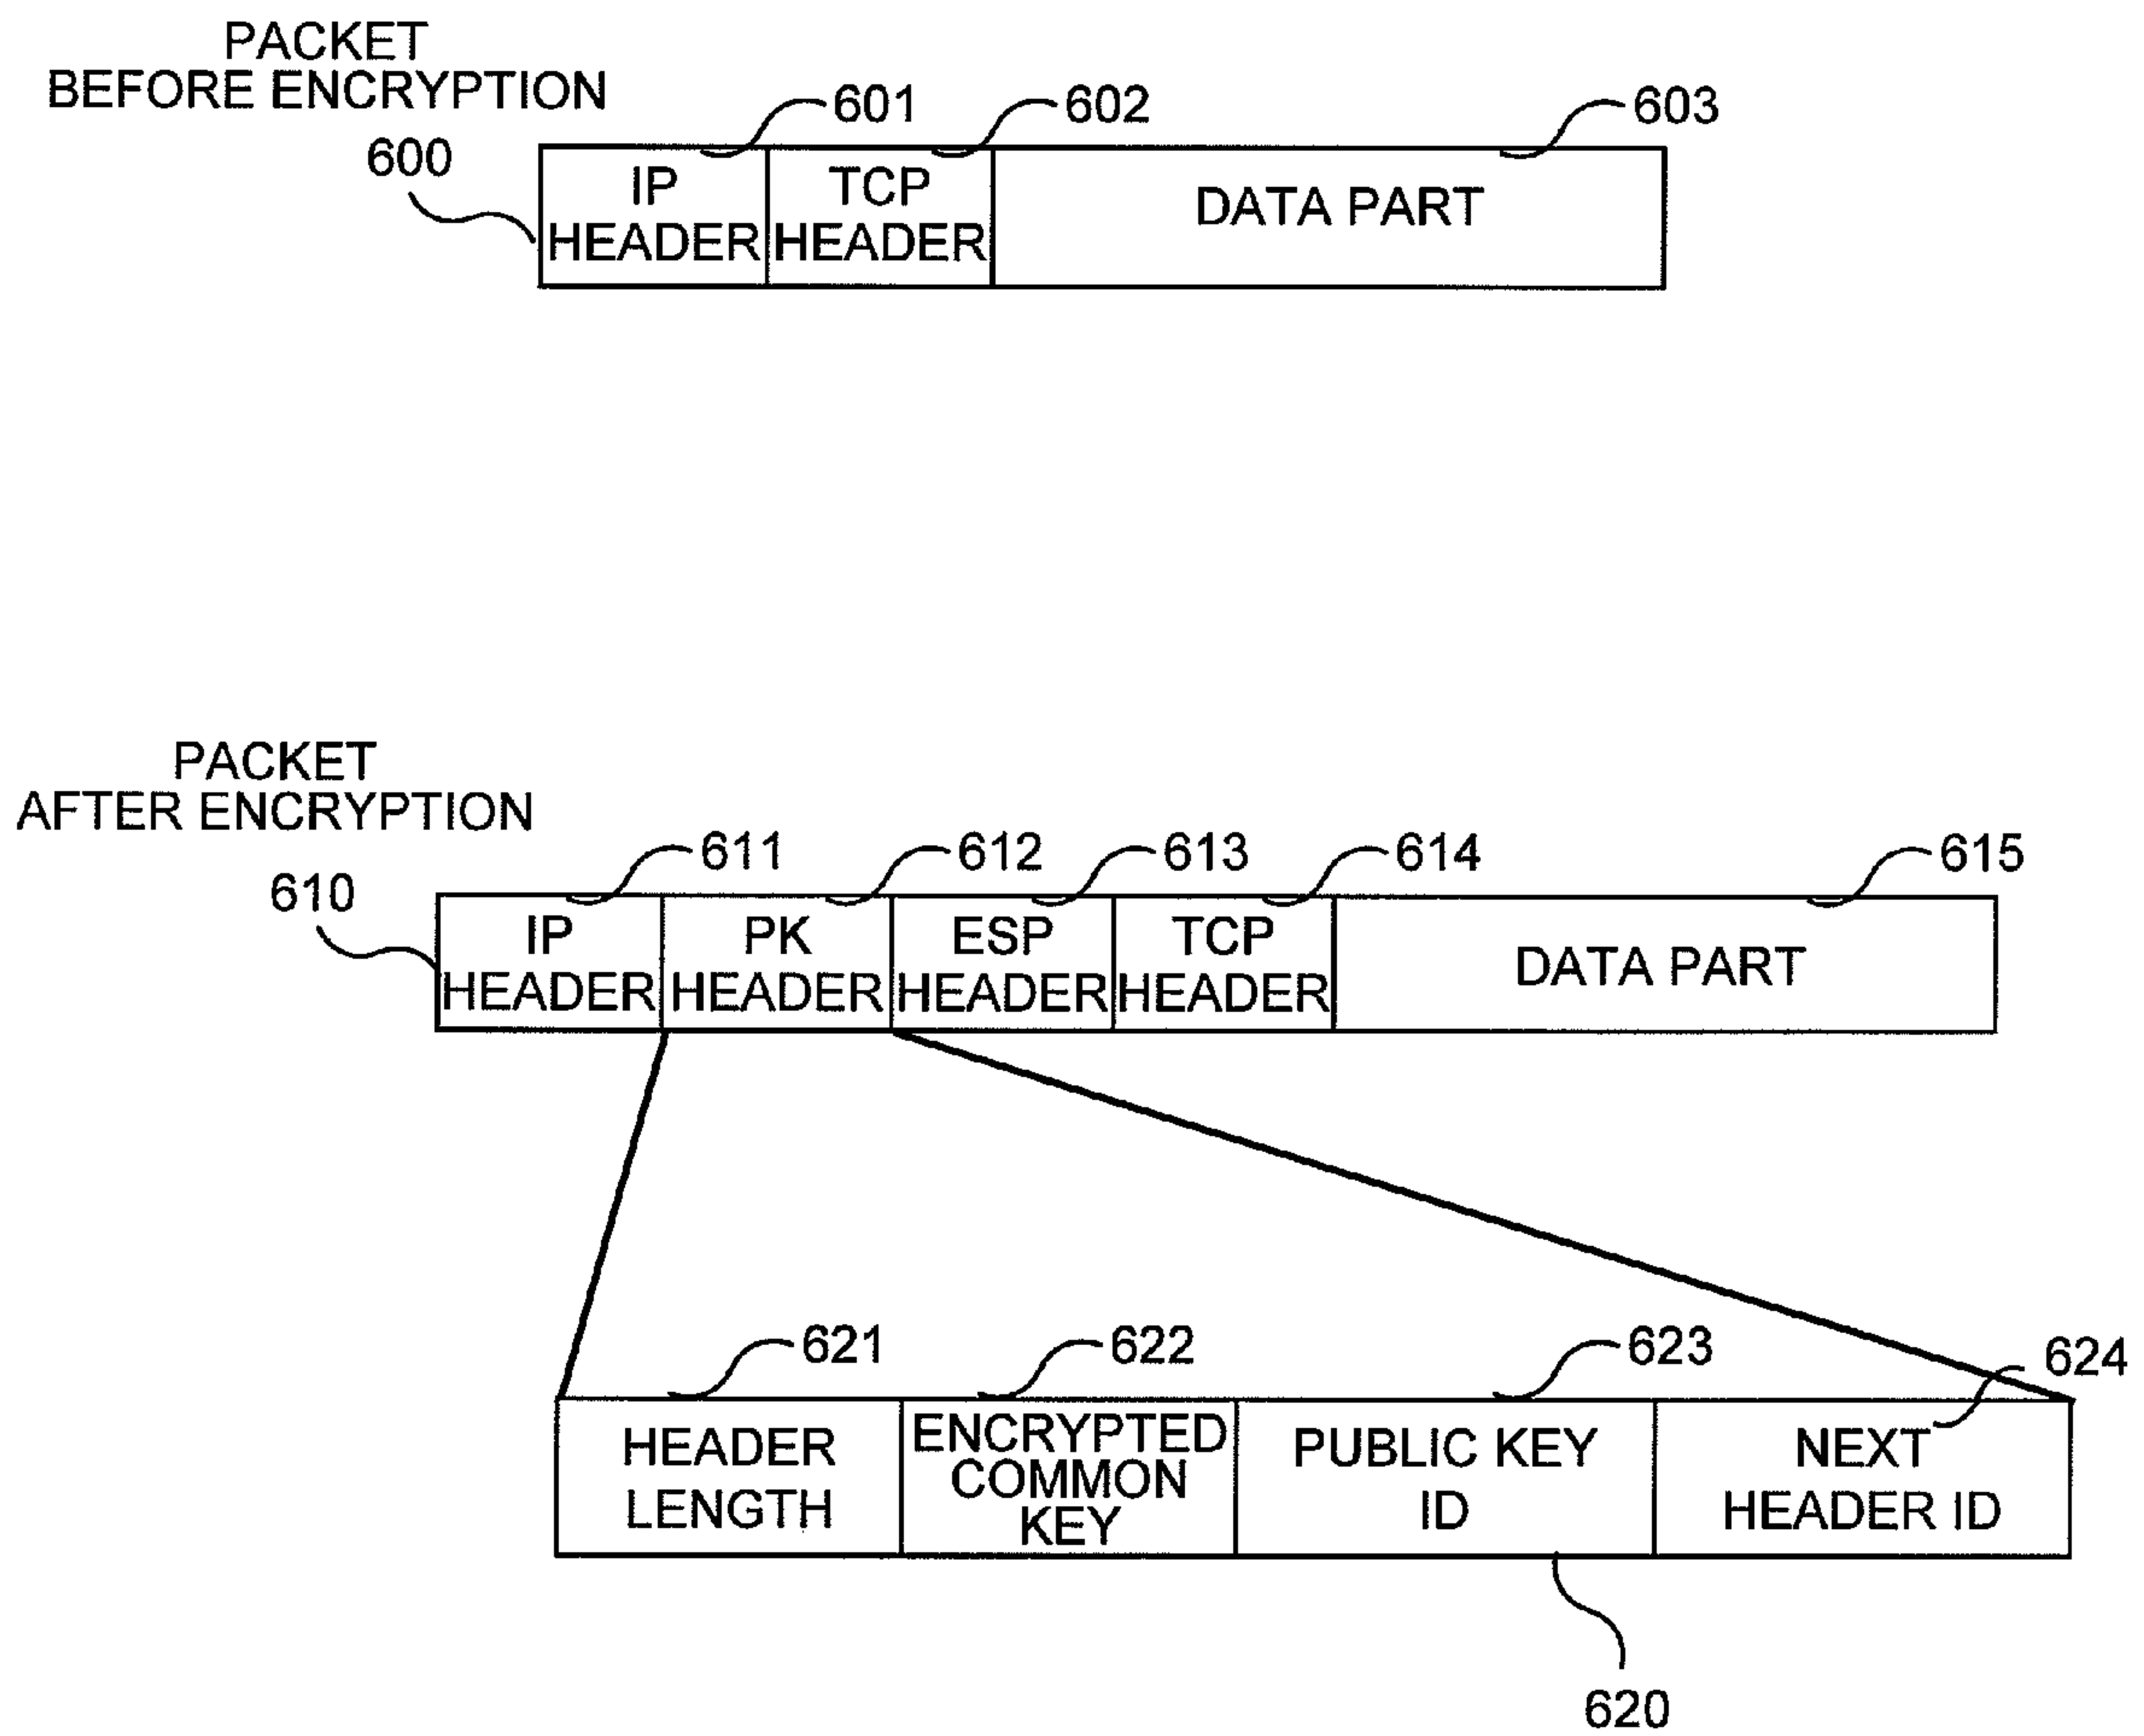 PACKET
BEFORE ENCRYPTION
600
601
602
603
IP
HEADER
TCP
HEADER
DATA PART
PACKET
AFTER ENCRYPTION
610
611
612
613
614
615
IP
HEADER
PK
HEADER
ESP
HEADER
TCP
HEADER
DATA PART
621
622
623
624
HEADER
LENGTH
ENCRYPTED
COMMON
KEY
PUBLIC KEY
ID
NEXT
HEADER ID
620